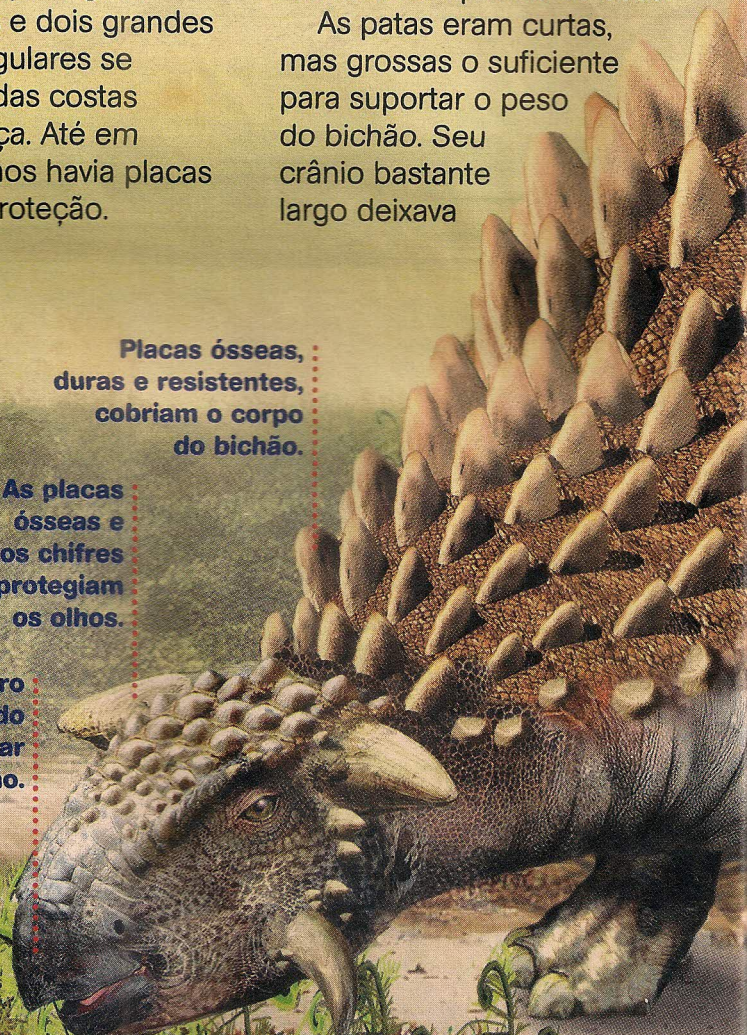 e dois grandes
gulares se
das costas
ça. Até em
nos havia placas
roteção.
As patas eram curtas,
mas grossas o suficiente
para suportar o peso
do bichão. Seu
crânio bastante
largo deixava
Placas ósseas,
duras e resistentes,
cobriam o corpo
do bichão.
As placas
ósseas e
os chifres
protegiam
os olhos.
ro
do
ar
o.